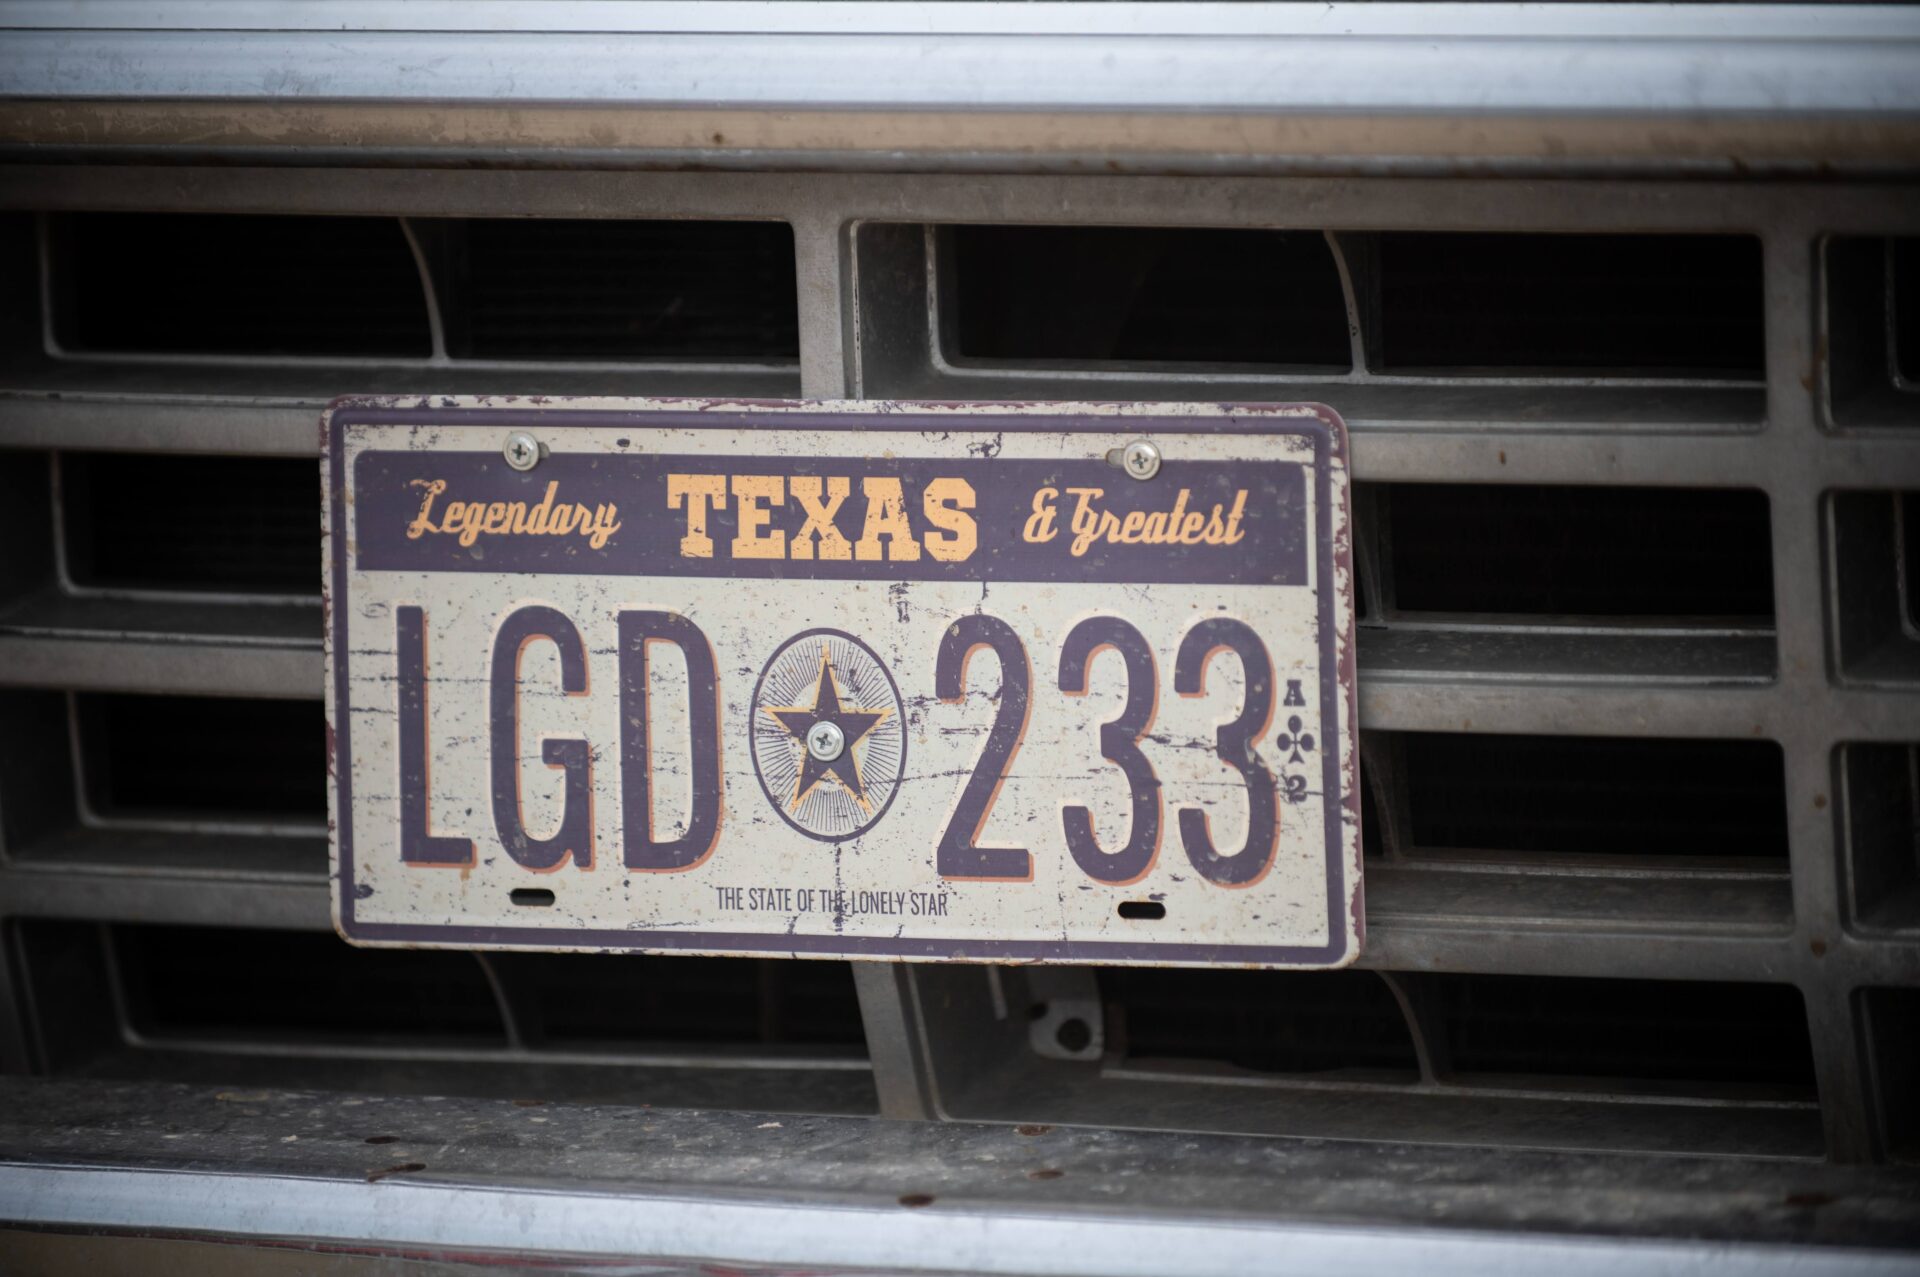 Legendary TEXAS & Greatest
LGD 233
A
2
THE STATE OF THE LONELY STAR